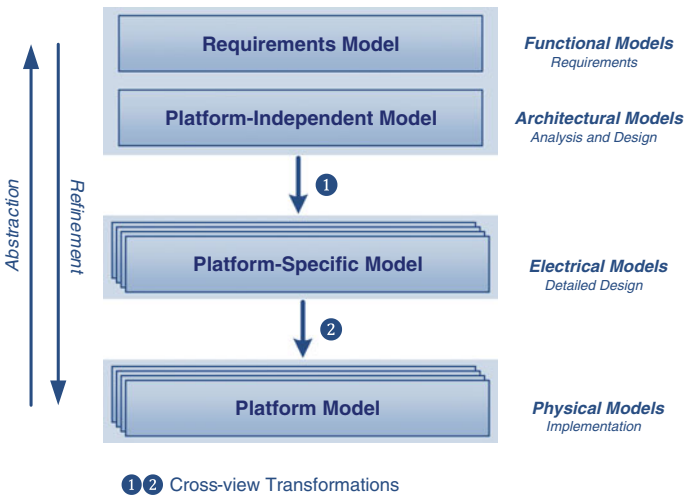 Requirements Model
Functional Models
Requirements
Platform-Independent Model
Architectural Models
Analysis and Design
1
Abstraction
Refinement
Platform-Specific Model
Electrical Models
Detailed Design
2
Platform Model
Physical Models
Implementation
1 2 Cross-view Transformations